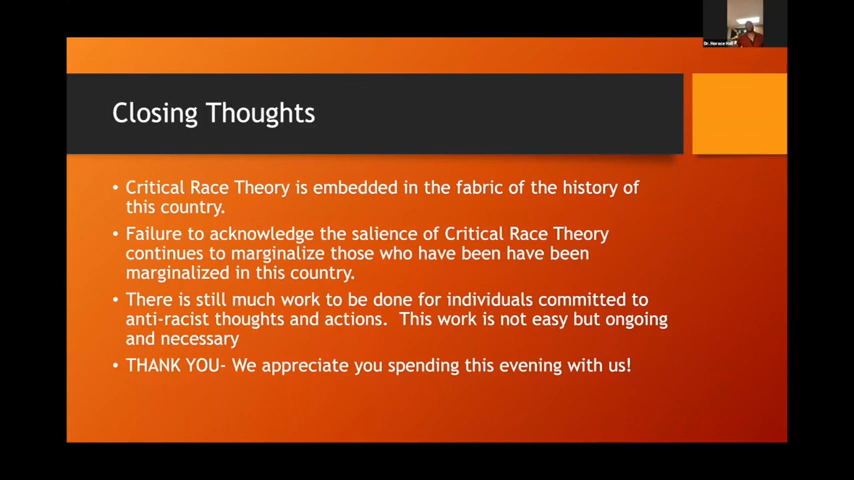 Dr. Horace Hall
Closing Thoughts
• Critical Race Theory is embedded in the fabric of the history of
this country.
• Failure to acknowledge the salience of Critical Race Theory
continues to marginalize those who have been have been
marginalized in this country.
• There is still much work to be done for individuals committed to
anti-racist thoughts and actions.  This work is not easy but ongoing
and necessary
• THANK YOU- We appreciate you spending this evening with us!